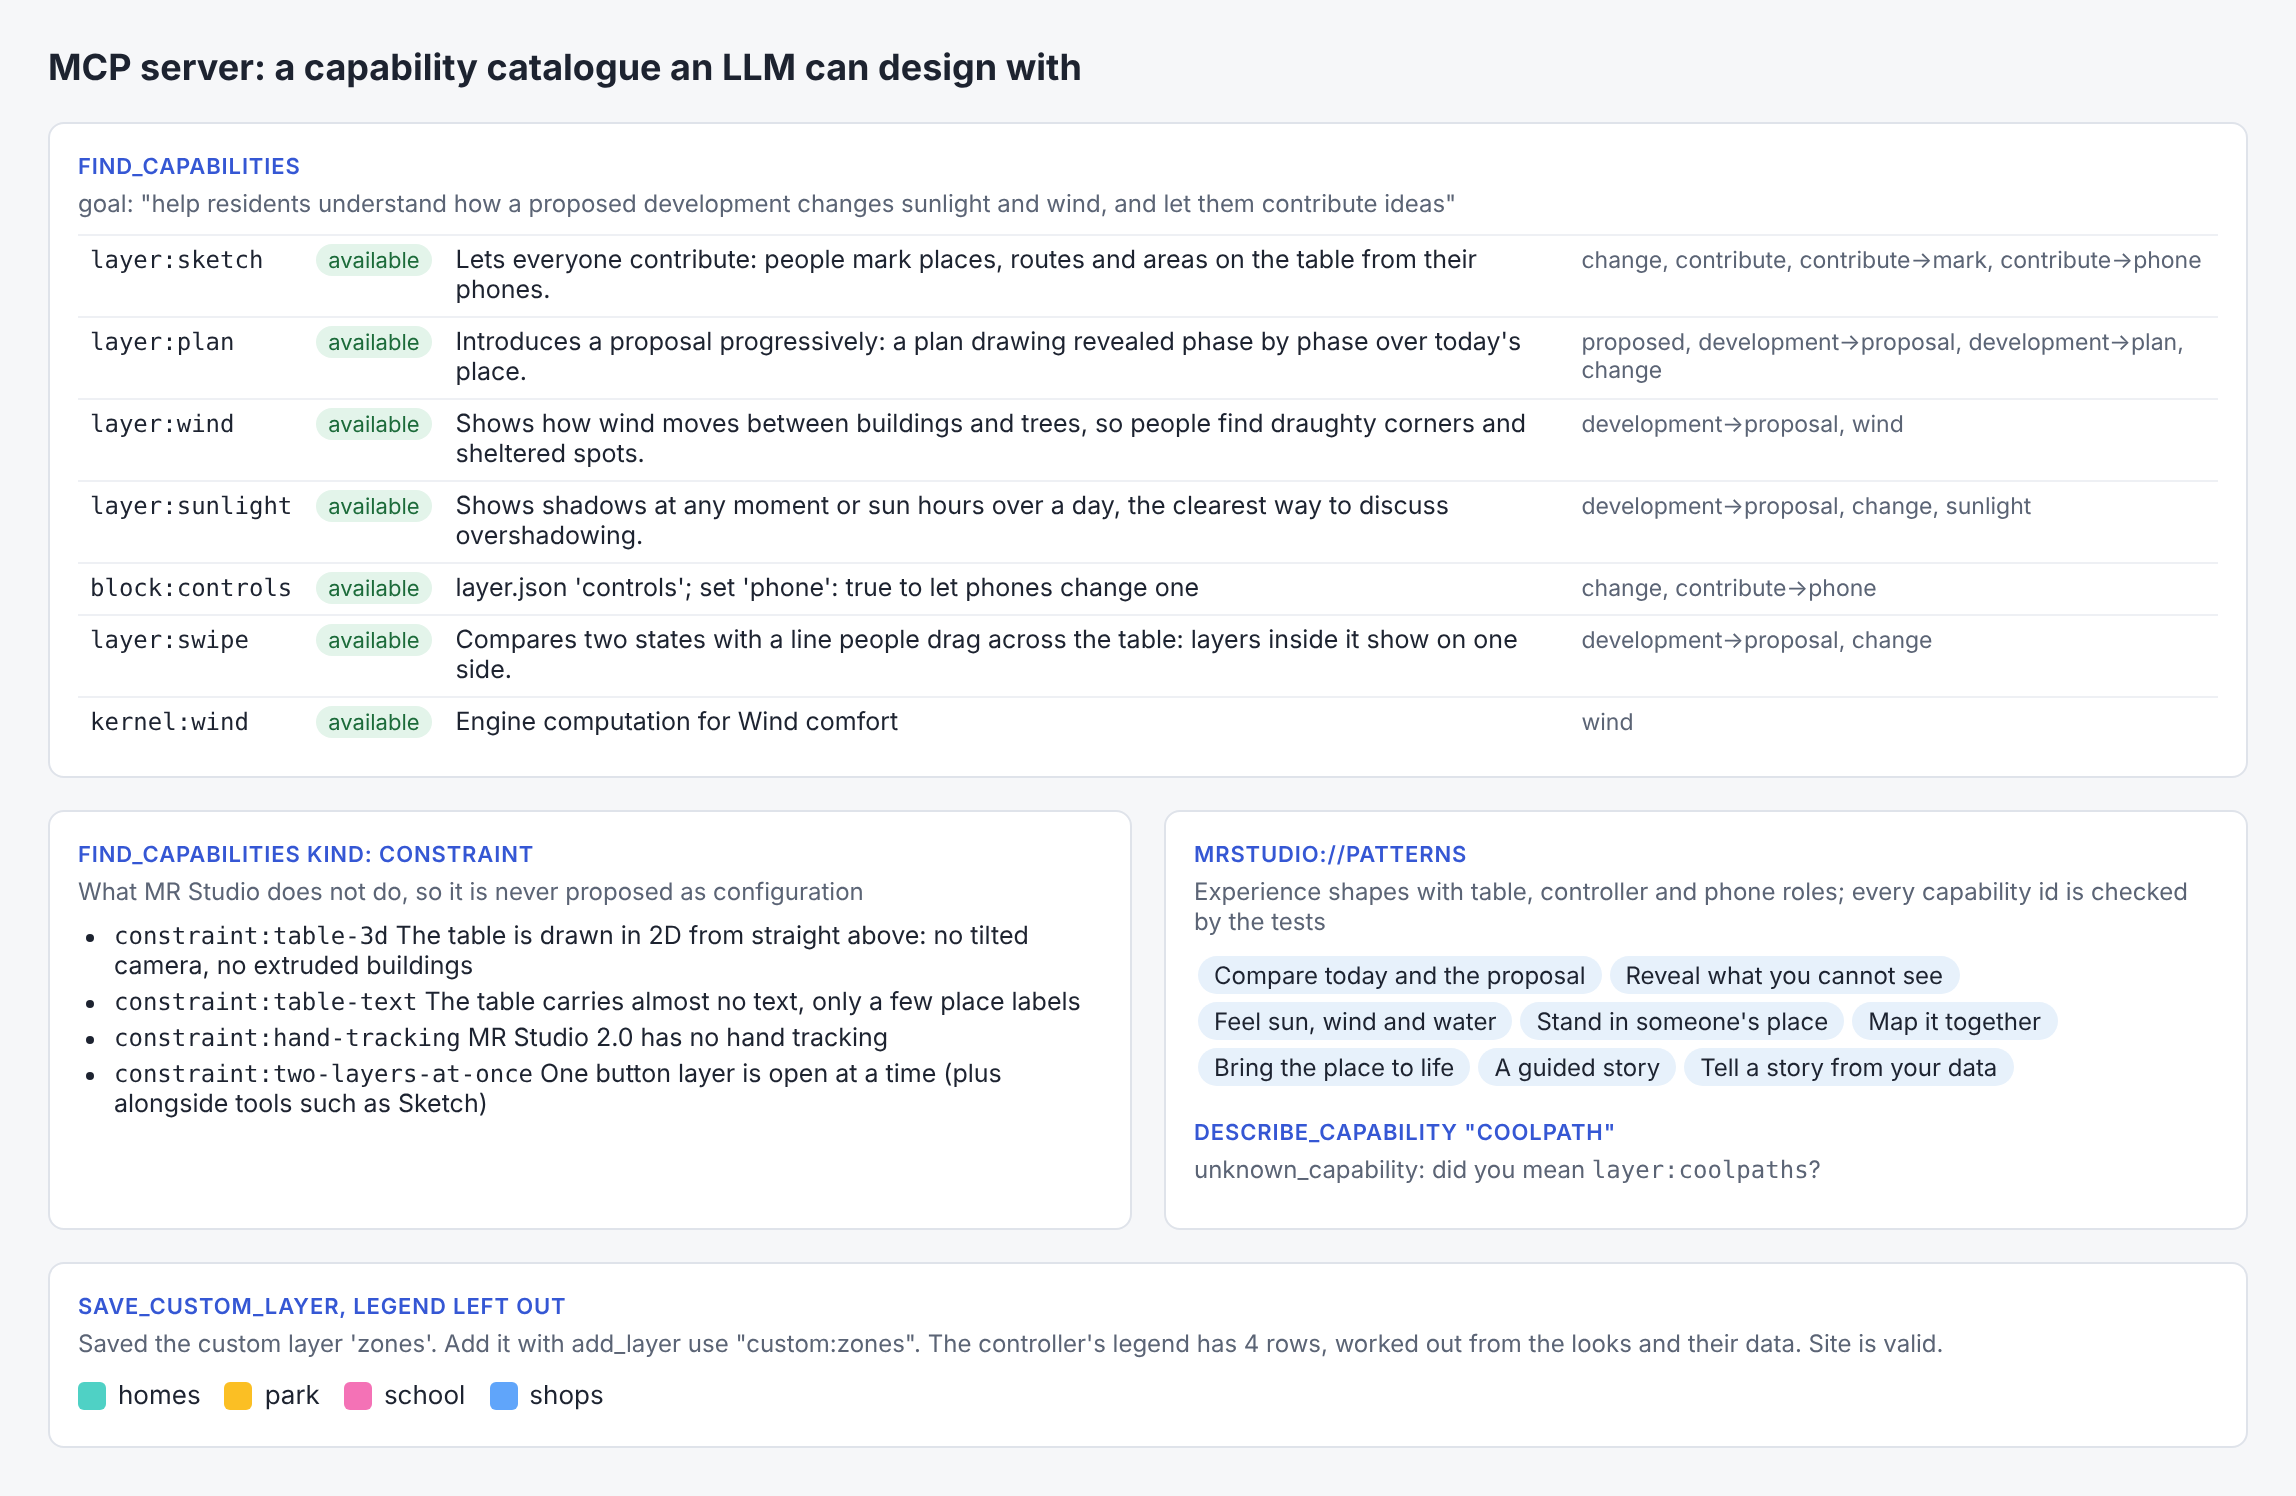 MCP server: a capability catalogue an LLM can design with
FIND_CAPABILITIES
goal: "help residents understand how a proposed development changes sunlight and wind, and let them contribute ideas"
layer:sketch available Lets everyone contribute: people mark places, routes and areas on the table from their change, contribute, contribute→mark, contribute→phone
phones.
layer:plan available Introduces a proposal progressively: a plan drawing revealed phase by phase over today's proposed, development→proposal, development→plan,
place. change
layer:wind available Shows how wind moves between buildings and trees, so people find draughty corners and development→proposal, wind
sheltered spots.
layer:sunlight available Shows shadows at any moment or sun hours over a day, the clearest way to discuss development→proposal, change, sunlight
overshadowing.
block:controls available layer.json 'controls'; set 'phone': true to let phones change one change, contribute→phone
layer:swipe available Compares two states with a line people drag across the table: layers inside it show on one development→proposal, change
side.
kernel:wind available Engine computation for Wind comfort wind
FIND_CAPABILITIES KIND: CONSTRAINT
What MR Studio does not do, so it is never proposed as configuration
• constraint:table-3d The table is drawn in 2D from straight above: no tilted
camera, no extruded buildings
• constraint:table-text The table carries almost no text, only a few place labels
• constraint:hand-tracking MR Studio 2.0 has no hand tracking
• constraint:two-layers-at-once One button layer is open at a time (plus
alongside tools such as Sketch)
MRSTUDIO://PATTERNS
Experience shapes with table, controller and phone roles; every capability id is checked
by the tests
Compare today and the proposal Reveal what you cannot see
Feel sun, wind and water Stand in someone's place Map it together
Bring the place to life A guided story Tell a story from your data
DESCRIBE_CAPABILITY "COOLPATH"
unknown_capability: did you mean layer:coolpaths?
SAVE_CUSTOM_LAYER, LEGEND LEFT OUT
Saved the custom layer 'zones'. Add it with add_layer use "custom:zones". The controller's legend has 4 rows, worked out from the looks and their data. Site is valid.
homes park school shops